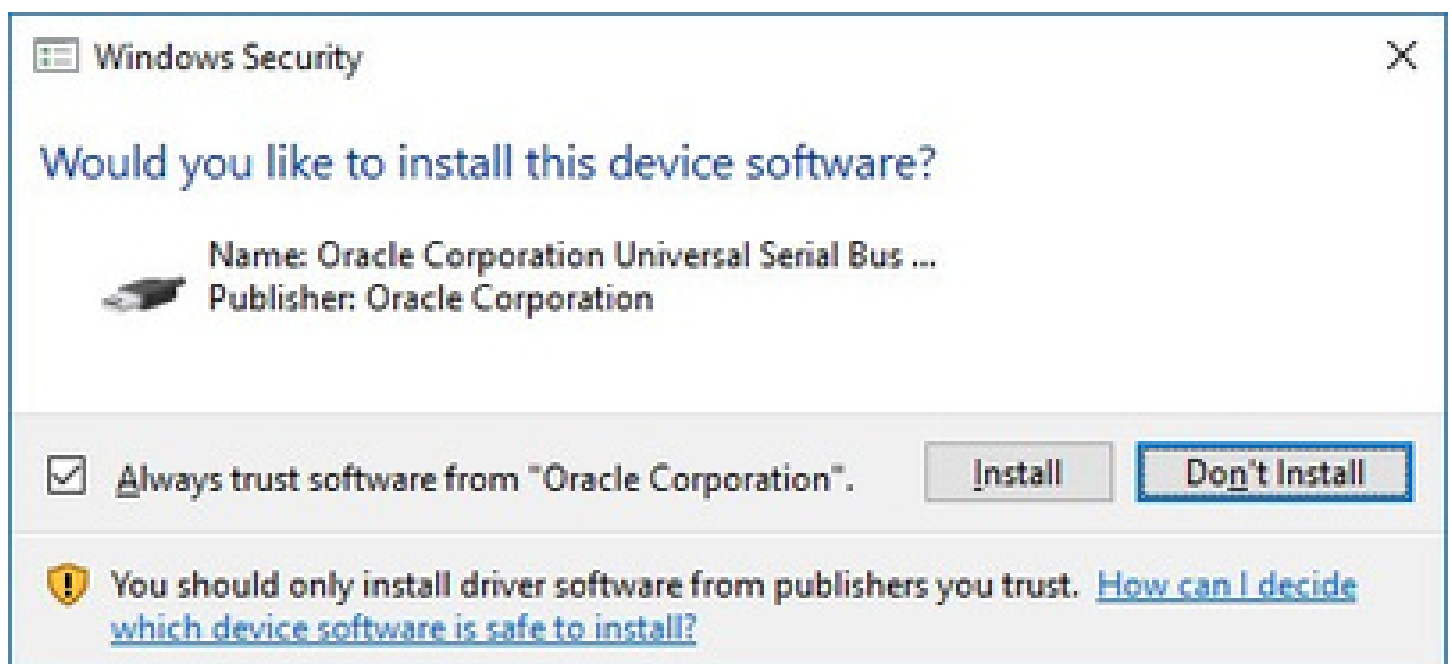 Windows Security
Would you like to install this device software?
Name: Oracle Corporation Universal Serial Bus ...
Publisher: Oracle Corporation
Always trust software from "Oracle Corporation".
Install
Don't Install
You should only install driver software from publishers you trust. How can I decide
which device software is safe to install?